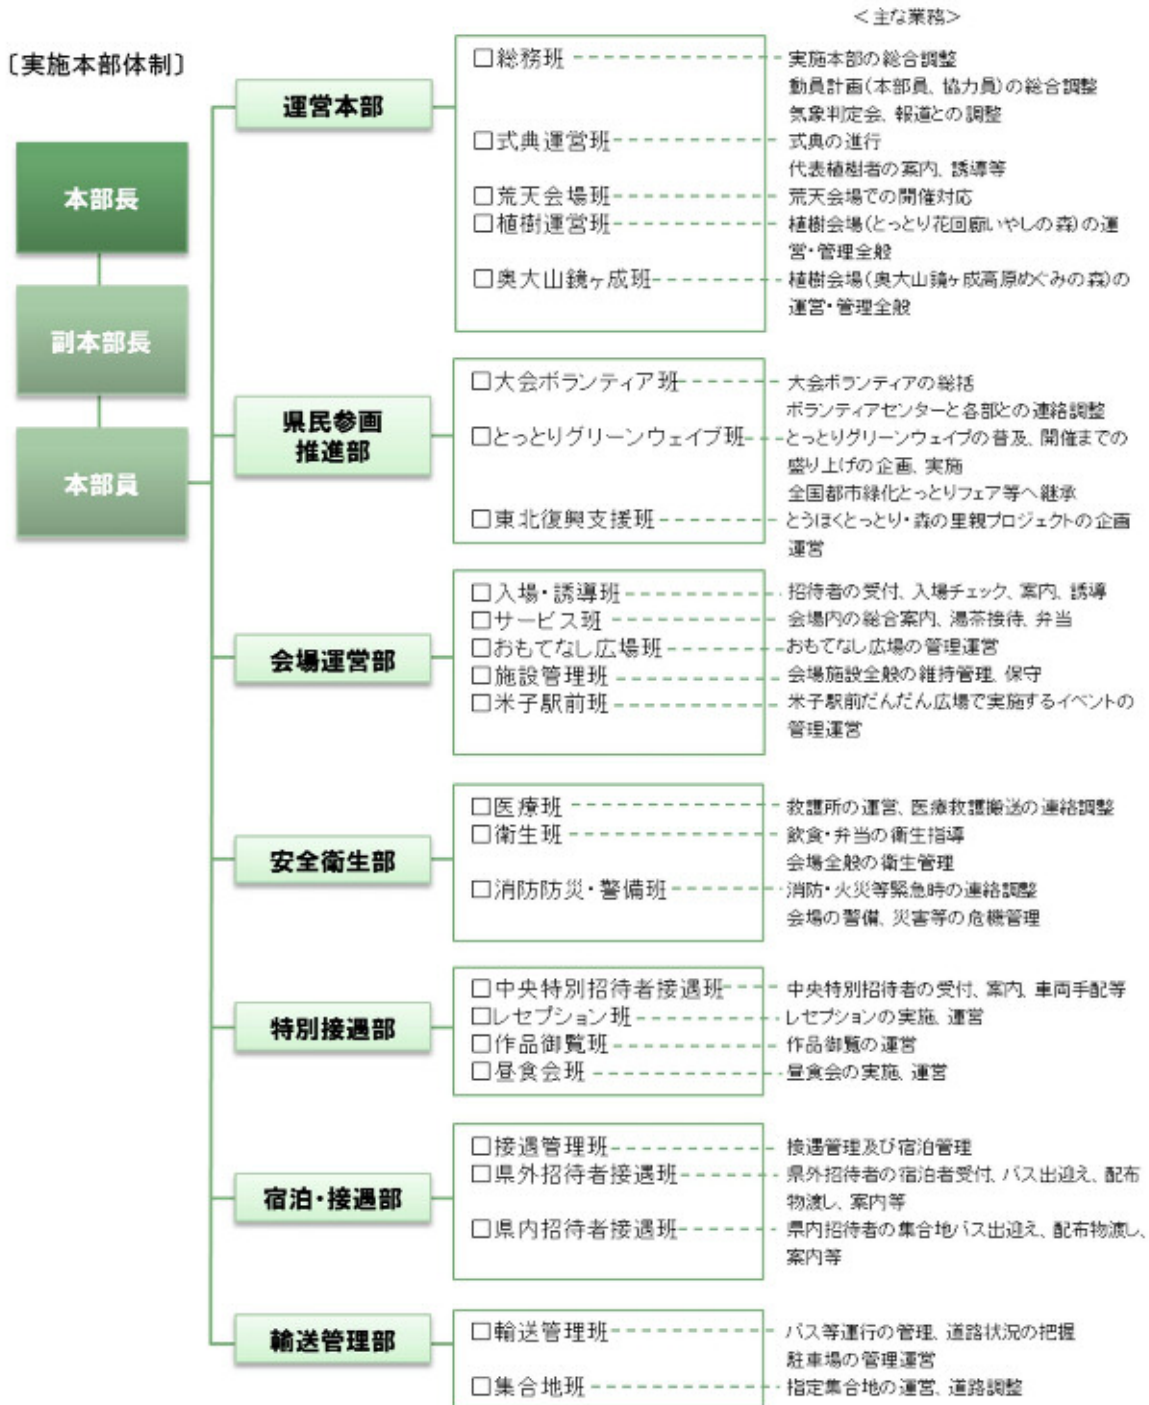 ＜主な業務＞
〔実施本部体制〕
本部長
副本部長
本部員
運営本部
□総務班
実施本部の総合調整
動員計画(本部員、協力員)の総合調整
気象判定会、報道との調整
□式典運営班
式典の進行
代表植樹者の案内、誘導等
□荒天会場班
荒天会場での開催対応
□植樹運営班
植樹会場(とっとり花回廊いやしの森)の運
営・管理全般
□奥大山鏡ヶ成班
植樹会場(奥大山鏡ヶ成高原めぐみの森)の
運営・管理全般
県民参画
推進部
□大会ボランティア班
大会ボランティアの総括
ボランティアセンターと各部との連絡調整
□とっとりグリーンウェイブ班
とっとりグリーンウェイブの普及、開催までの
盛り上げの企画、実施
全国都市緑化とっとりフェア等へ継承
□東北復興支援班
とうほくとっとり・森の里親プロジェクトの企画
運営
会場運営部
□入場・誘導班
招待者の受付、入場チェック、案内、誘導
□サービス班
会場内の総合案内、湯茶接待、弁当
□おもてなし広場班
おもてなし広場の管理運営
□施設管理班
会場施設全般の維持管理、保守
□米子駅前班
米子駅前だんだん広場で実施するイベントの
管理運営
安全衛生部
□医療班
救護所の運営、医療救護搬送の連絡調整
□衛生班
飲食・弁当の衛生指導
会場全般の衛生管理
□消防防災・警備班
消防・火災等緊急時の連絡調整
会場の警備、災害等の危機管理
特別接遇部
□中央特別招待者接遇班
中央特別招待者の受付、案内、車両手配等
□レセプション班
レセプションの実施、運営
□作品御覧班
作品御覧の運営
□昼食会班
昼食会の実施、運営
宿泊・接遇部
□接遇管理班
接遇管理及び宿泊管理
□県外招待者接遇班
県外招待者の宿泊者受付、バス出迎え、配布
物渡し、案内等
□県内招待者接遇班
県内招待者の集合地バス出迎え、配布物渡し、
案内等
輸送管理部
□輸送管理班
バス等運行の管理、道路状況の把握
駐車場の管理運営
□集合地班
指定集合地の運営、道路調整